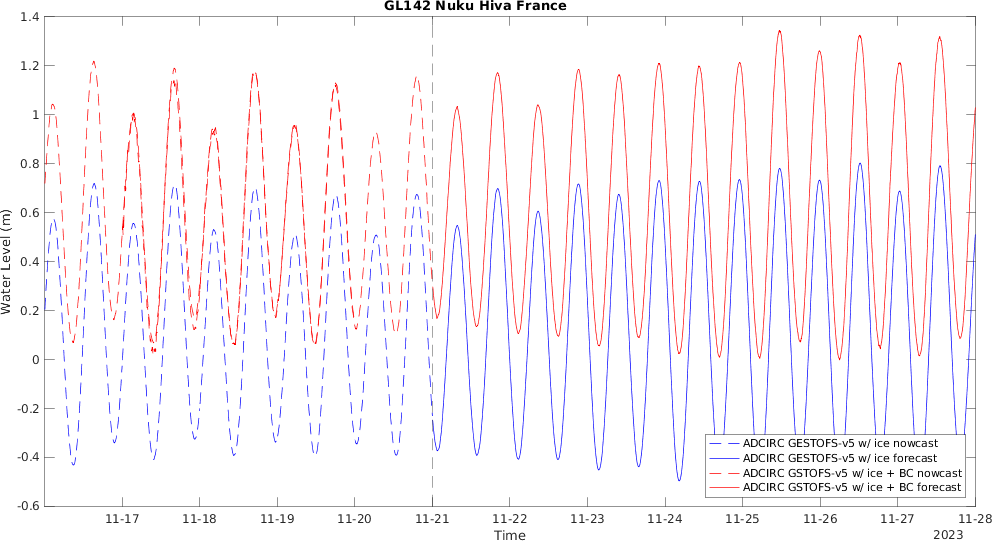 GL142 Nuku Hiva France
1.4
1.2
1
0.8
0.6
0.4
0.2
0
-0.2
-0.4
-0.6
Water Level (m)
ADCIRC GESTOFS-v5 w/ ice nowcast
ADCIRC GESTOFS-v5 w/ ice forecast
ADCIRC GSTOFS-v5 w/ ice + BC nowcast
ADCIRC GSTOFS-v5 w/ ice + BC forecast
11-17 11-18 11-19 11-20 11-21 11-22 11-23 11-24 11-25 11-26 11-27 11-28
Time
2023